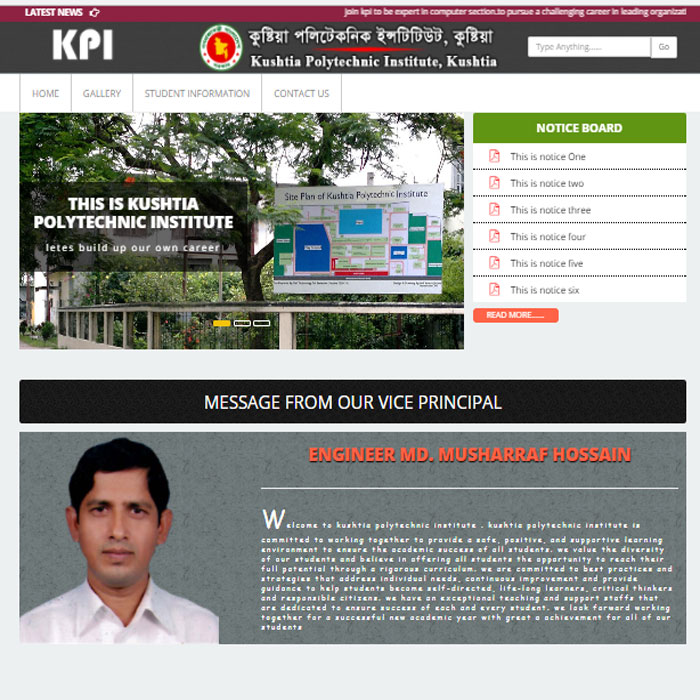 LATEST NEWS
join kpi to be expert in computer section.to pursue a challenging career in leading organizati
KPI
কুষ্টিয়া পলিটেকনিক ইন্সটিটিউট, কুষ্টিয়া
Kushtia Polytechnic Institute, Kushtia
Type Anything......
Go
HOME
GALLERY
STUDENT INFORMATION
CONTACT US
THIS IS KUSHTIA
POLYTECHNIC INSTITUTE
letes build up our own career
Site Plan of Kushtia Polytechnic Institute
NOTICE BOARD
This is notice One
This is notice two
This is notice three
This is notice four
This is notice five
This is notice six
READ MORE......
MESSAGE FROM OUR VICE PRINCIPAL
ENGINEER MD. MUSHARRAF HOSSAIN
Welcome to kushtia polytechnic institute . kushtia polytechnic institute is
committed to working together to provide a safe, positive, and supportive learning
environment to ensure the academic success of all students. we value the diversity
of our students and believe in offering all students the opportunity to reach their
full potential through a rigorous curriculum. we are committed to best practices and
strategies that address individual needs, continuous improvement and provide
guidance to help students become self-directed, life-long learners, critical thinkers
and responsible citizens. we have an exceptional teaching and support staffs that
are dedicated to ensure success of each and every student. we look forward working
together for a successful new academic year with great a achievement for all of our
students